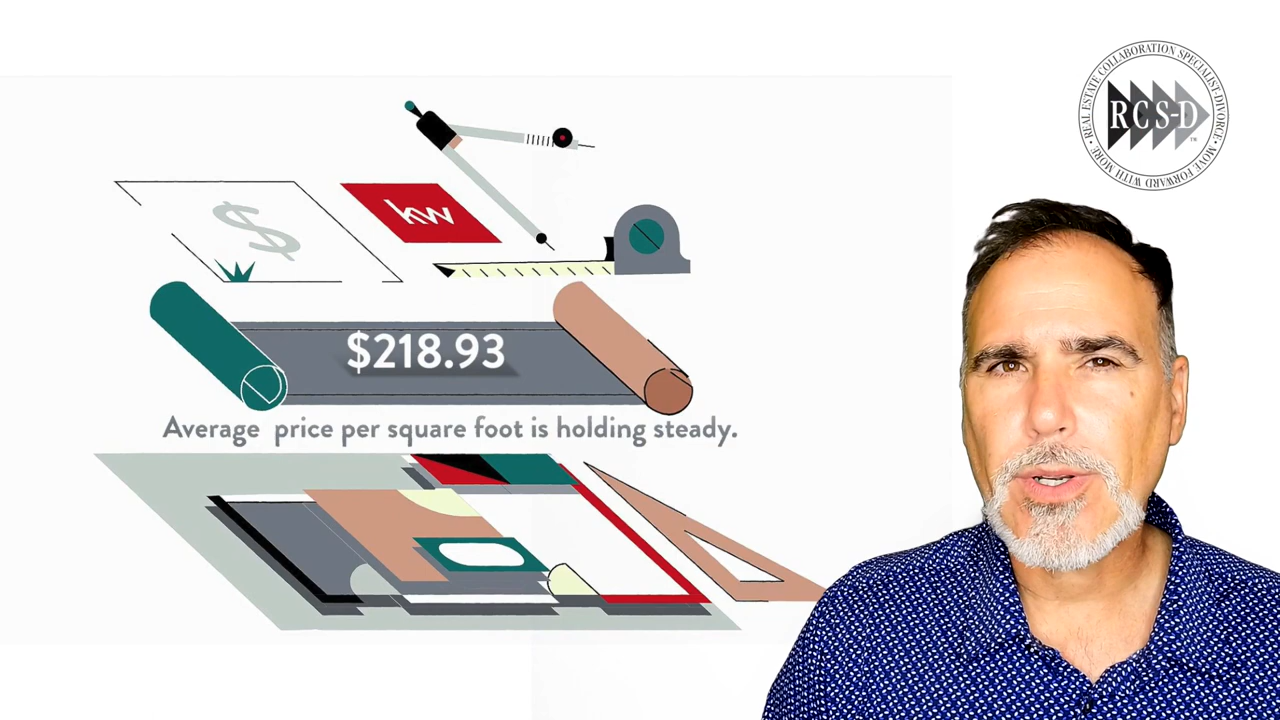 REAL ESTATE COLLABORATION SPECIALIST-DIVORCE • MOVE FORWARD WITH MORE •
RCS-D
TM
$
kw
$218.93
Average price per square foot is holding steady.